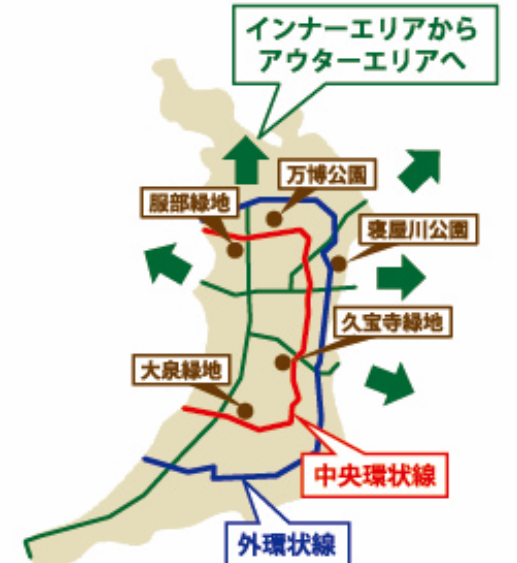 インナーエリアから
アウターエリアへ
万博公園
服部緑地
寝屋川公園
久宝寺緑地
大泉緑地
中央環状線
外環状線